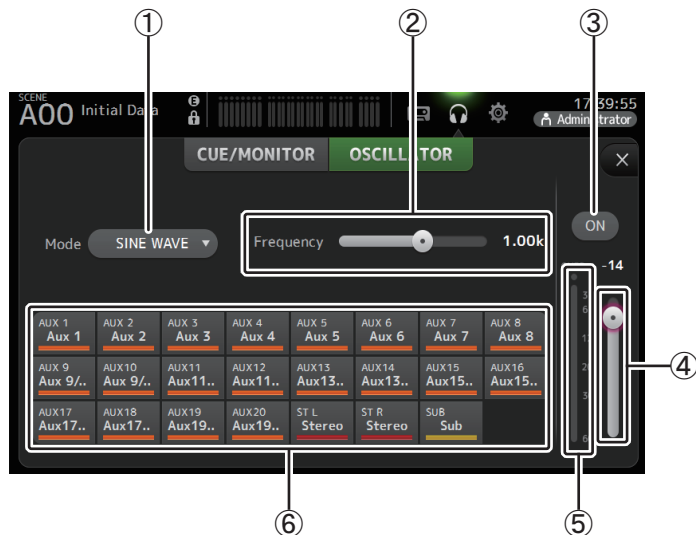 ① ② ③
SCENE
A00 Initial Data
E
17:39:55
Administrator
CUE/MONITOR OSCILLATOR
×
Mode SINE WAVE
Frequency 1.00k
ON
-14
④
AUX 1 AUX 2 AUX 3 AUX 4 AUX 5 AUX 6 AUX 7 AUX 8
Aux 1 Aux 2 Aux 3 Aux 4 Aux 5 Aux 6 Aux 7 Aux 8
AUX 9 AUX10 AUX11 AUX12 AUX13 AUX14 AUX15 AUX16
Aux 9/.. Aux 9/.. Aux11.. Aux11.. Aux13.. Aux13.. Aux15.. Aux15..
AUX17 AUX18 AUX19 AUX20 ST L ST R SUB
Aux17.. Aux17.. Aux19.. Aux19.. Stereo Stereo Sub
⑥ ⑤